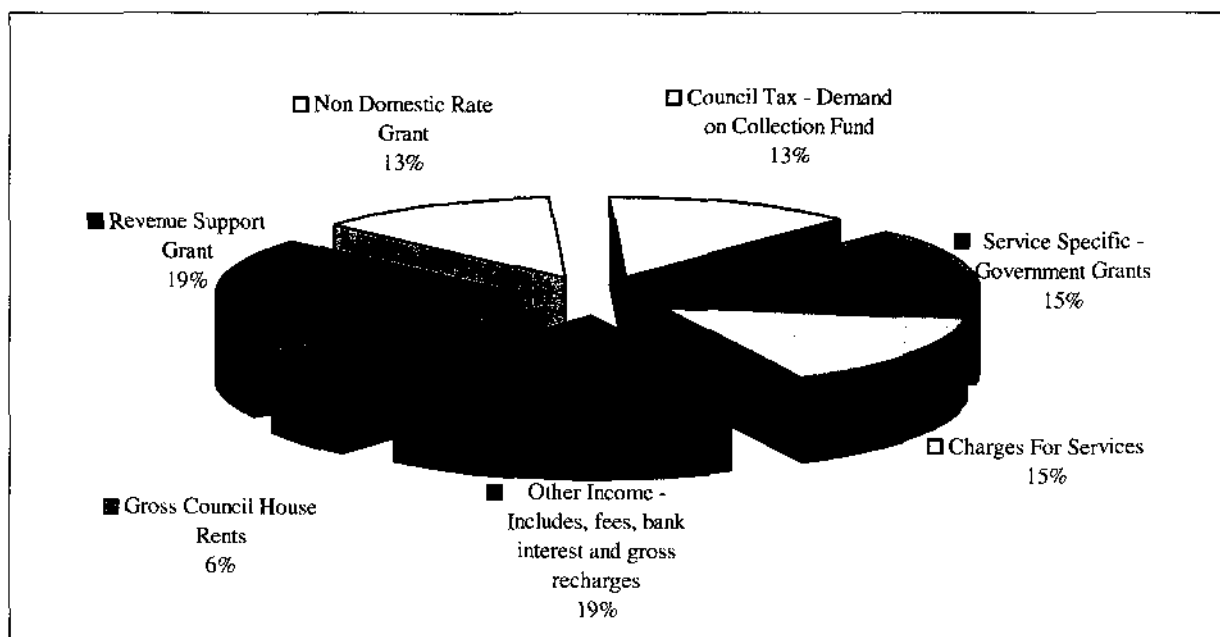 Non Domestic Rate
Grant
13%
Council Tax - Demand
on Collection Fund
13%
Revenue Support
Grant
19%
Service Specific -
Government Grants
15%
Charges For Services
15%
Gross Council House
Rents
6%
Other Income -
Includes, fees, bank
interest and gross
recharges
19%